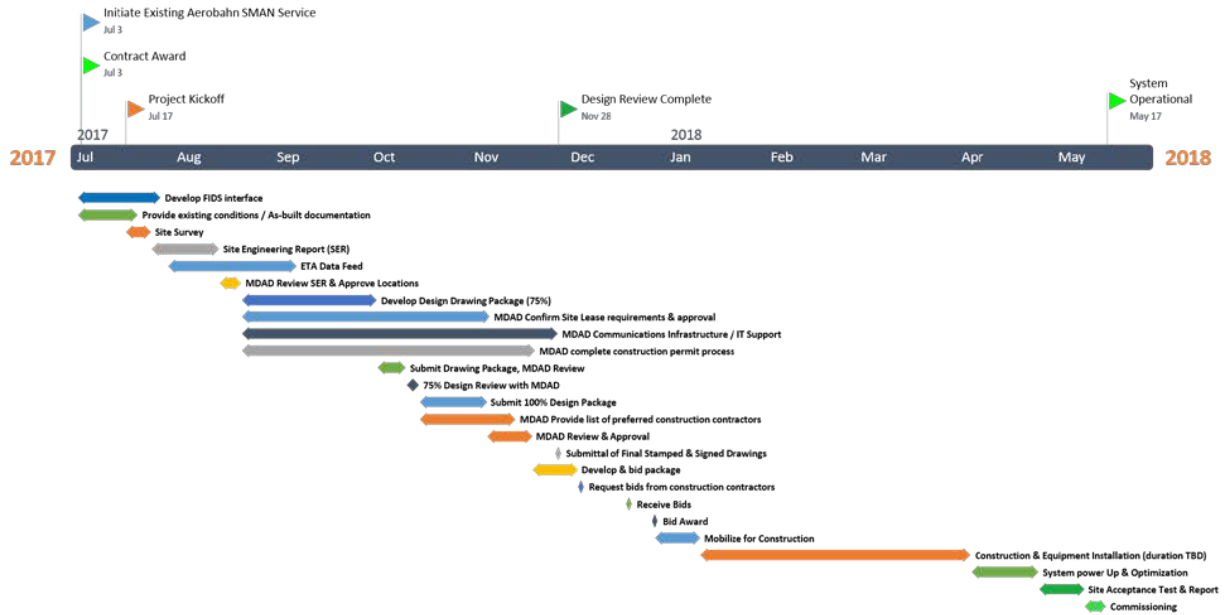 Initiate Existing Aerobahn SMAN Service
Jul 3
Contract Award
Jul 3
Project Kickoff
Jul 17
Design Review Complete
Nov 28
System
Operational
May 17
2017
2018
2017
Jul
Aug
Sep
Oct
Nov
Dec
Jan
Feb
Mar
Apr
May
2018
Develop FIDS interface
Provide existing conditions / As-built documentation
Site Survey
Site Engineering Report (SER)
ETA Data Feed
MDAD Review SER & Approve Locations
Develop Design Drawing Package (75%)
MDAD Confirm Site Lease requirements & approval
MDAD Communications Infrastructure / IT Support
MDAD complete construction permit process
Submit Drawing Package, MDAD Review
75% Design Review with MDAD
Submit 100% Design Package
MDAD Provide list of preferred construction contractors
MDAD Review & Approval
Submittal of Final Stamped & Signed Drawings
Develop & bid package
Request bids from construction contractors
Receive Bids
Bid Award
Mobilize for Construction
Construction & Equipment Installation (duration TBD)
System power Up & Optimization
Site Acceptance Test & Report
Commissioning